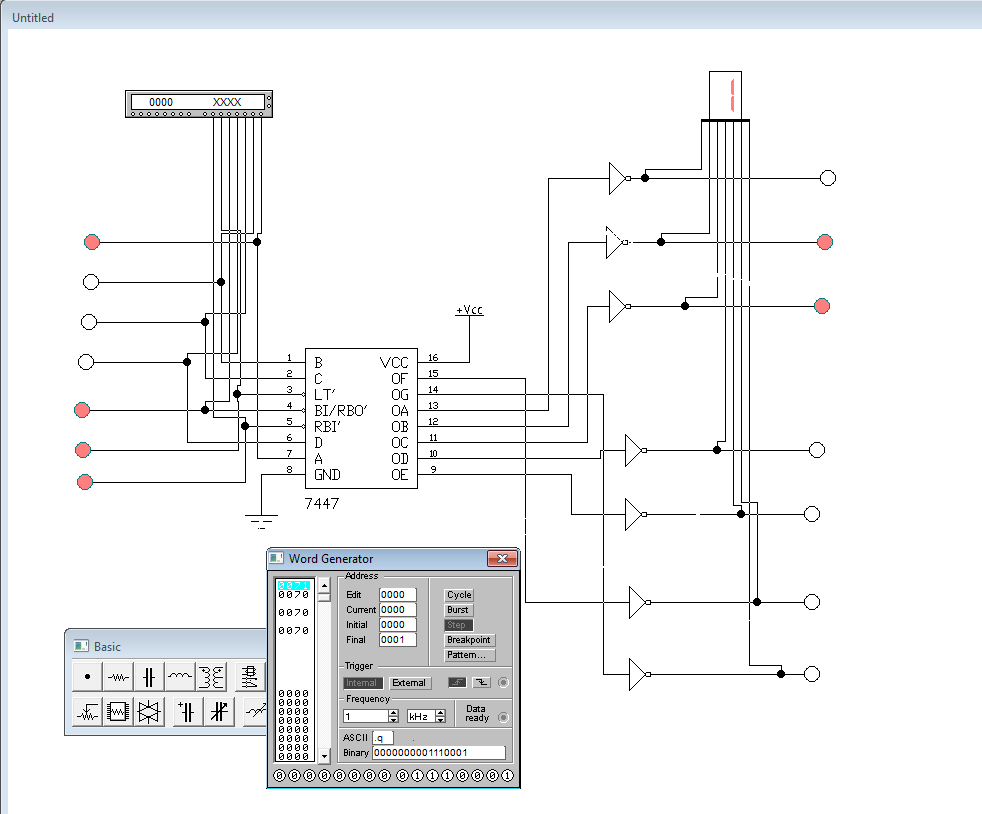 Untitled
0000 XXXX
+Vcc
1 B VCC 16
2 C OF 15
3 LT' OG 14
4 BI/RBO' OA 13
5 RBI' OB 12
6 D OC 11
7 A OD 10
8 GND OE 9
7447
Word Generator
0071
0070
0070
0070
0000
0000
0000
0000
0000
0000
0000
0000
Address
Edit 0000 Cycle
Current 0000 Burst
Initial 0000 Step
Final 0001 Breakpoint
Pattern...
Trigger
Internal External
Frequency
1 kHz Data ready
ASCII .q .
Binary 0000000001110001
0 0 0 0 0 0 0 0 0 1 1 1 0 0 0 1
Basic